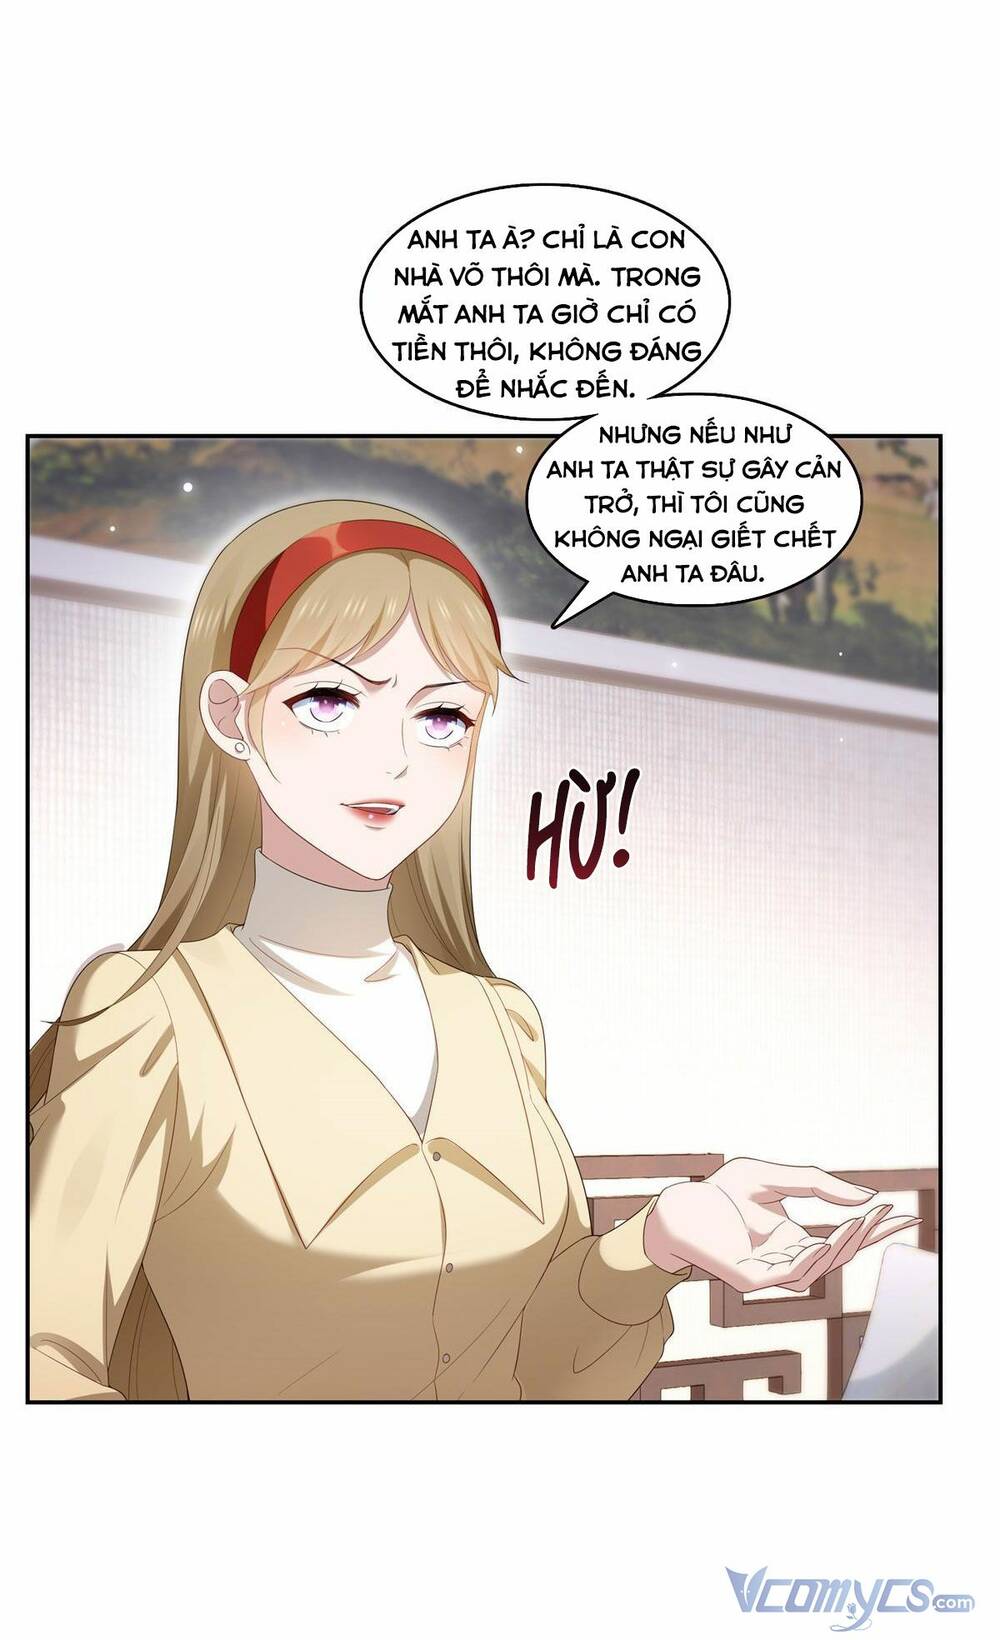 ANH TA À? CHỈ LÀ CON
NHÀ VÕ THÔI MÀ. TRONG
MẮT ANH TA GIỜ CHỈ CÓ
TIỀN THÔI, KHÔNG ĐÁNG
ĐỂ NHẮC ĐẾN.
NHƯNG NẾU NHƯ
ANH TA THẬT SỰ GÂY CẢN
TRỞ, THÌ TÔI CŨNG
KHÔNG NGẠI GIẾT CHẾT
ANH TA ĐÂU.
HỪ!
VCOMYCS.com